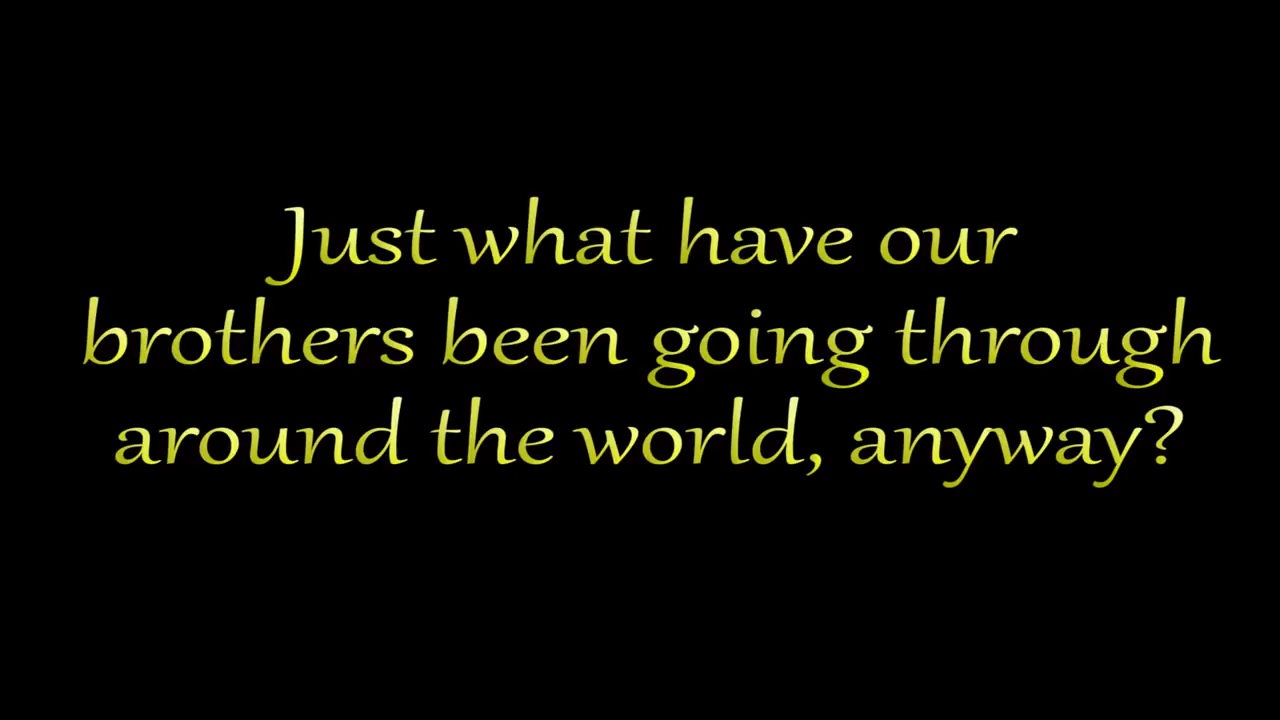 Just what have our
brothers been going through
around the world, anyway?